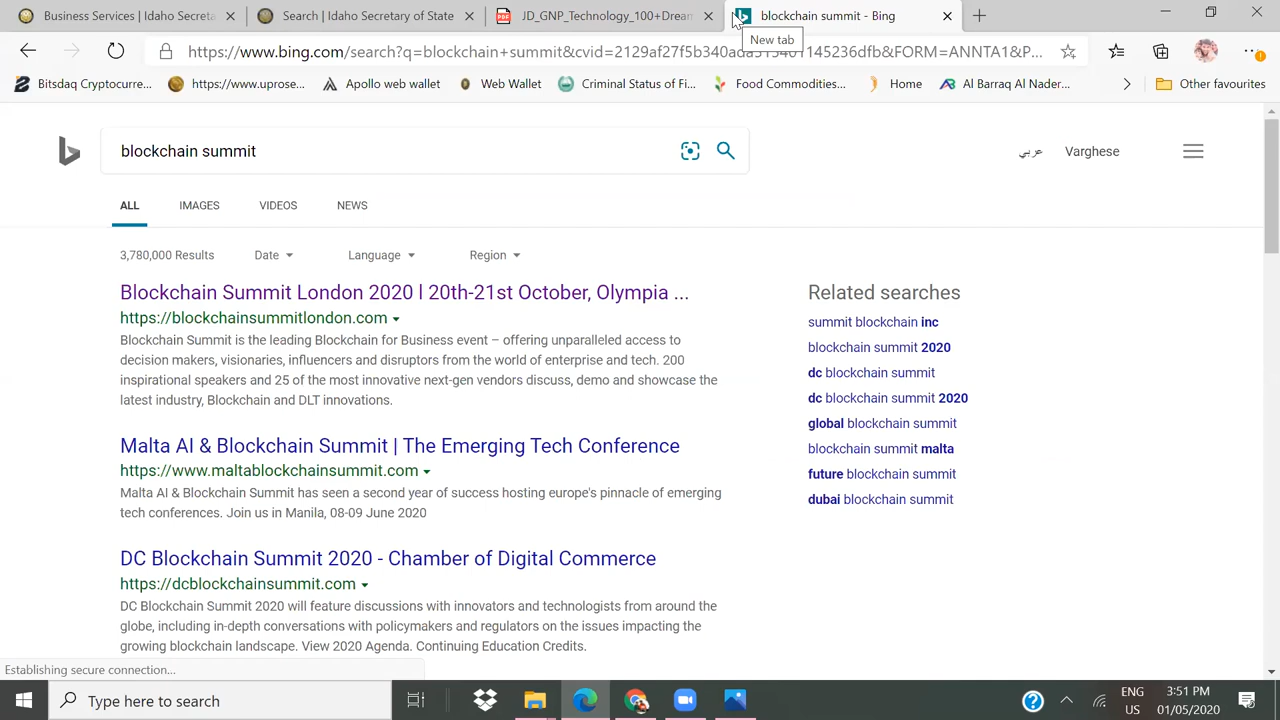 Business Services | Idaho Secreta
Idaho Secretary of State
JD_GNP_Technology_100+Dream
blockchain summit - Bing
New tab
https://www.bing.com/search?q=blockchain+summit&cvid=2129af27f5b340ada
145236dfb&FORM=ANNTA1&P...
Bitsdaq Cryptocurre...
https://www.uprose...
Apollo web wallet
Web Wallet
Criminal Status of Fi...
Food Commodities...
Home
Al Barraq Al Nader...
Other favourites
blockchain summit
عربي
Varghese
ALL
IMAGES
VIDEOS
NEWS
3,780,000 Results
Date
Language
Region
Blockchain Summit London 2020 l 20th-21st October, Olympia ...
https://blockchainsummitlondon.com
Blockchain Summit is the leading Blockchain for Business event – offering unparalleled access to
decision makers, visionaries, influencers and disruptors from the world of enterprise and tech. 200
inspirational speakers and 25 of the most innovative next-gen vendors discuss, demo and showcase the
latest industry, Blockchain and DLT innovations.
Malta AI & Blockchain Summit | The Emerging Tech Conference
https://www.maltablockchainsummit.com
Malta AI & Blockchain Summit has seen a second year of success hosting europe's pinnacle of emerging
tech conferences. Join us in Manila, 08-09 June 2020
DC Blockchain Summit 2020 - Chamber of Digital Commerce
https://dcblockchainsummit.com
DC Blockchain Summit 2020 will feature discussions with innovators and technologists from around the
globe, including in-depth conversations with policymakers and regulators on the issues impacting the
growing blockchain landscape. View 2020 Agenda. Continuing Education Credits.
Related searches
summit blockchain inc
blockchain summit 2020
dc blockchain summit
dc blockchain summit 2020
global blockchain summit
blockchain summit malta
future blockchain summit
dubai blockchain summit
Establishing secure connection...
Type here to search
ENG
US
3:51 PM
01/05/2020